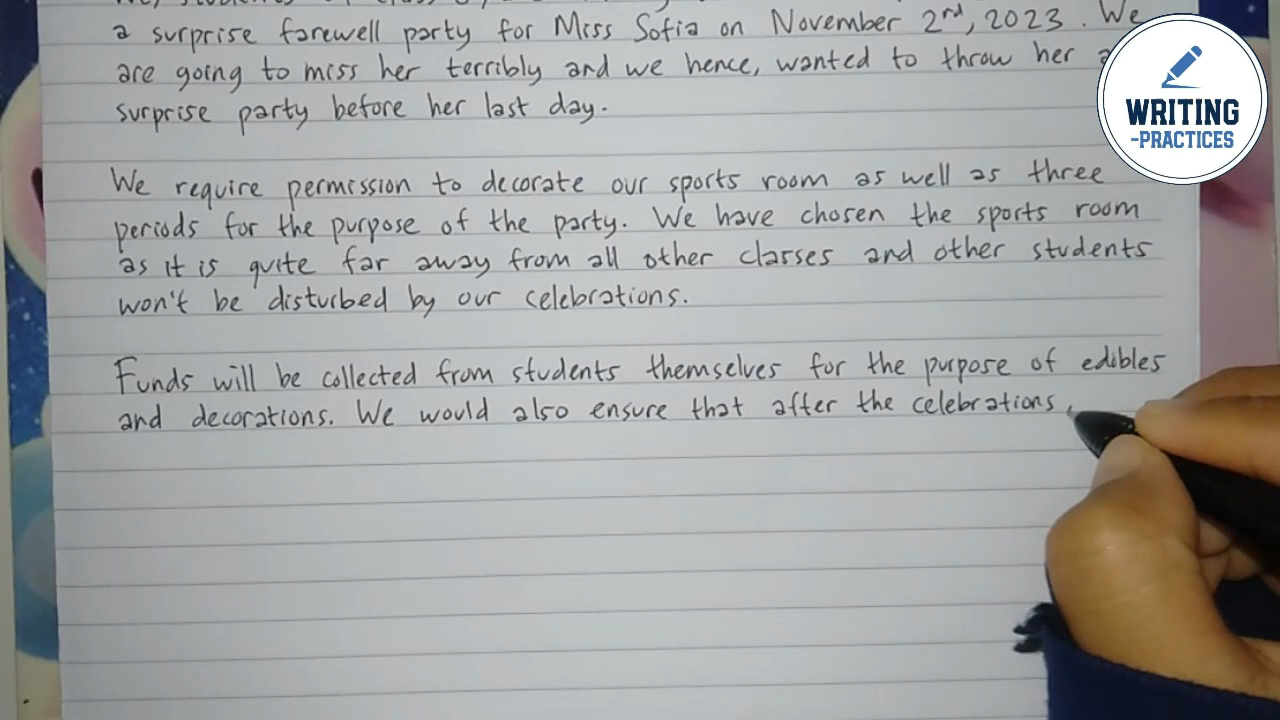 a surprise farewell party for Miss Sofia on November 2nd, 2023. We
are going to miss her terribly and we hence, wanted to throw her a
surprise party before her last day.
We require permission to decorate our sports room as well as three
periods for the purpose of the party. We have chosen the sports room
as it is quite far away from all other classes and other students
won't be disturbed by our celebrations.
Funds will be collected from students themselves for the purpose of edibles
and decorations. We would also ensure that after the celebrations,
WRITING
-PRACTICES